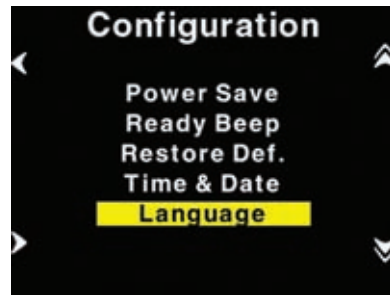 Configuration
Power Save
Ready Beep
Restore Def.
Time & Date
Language